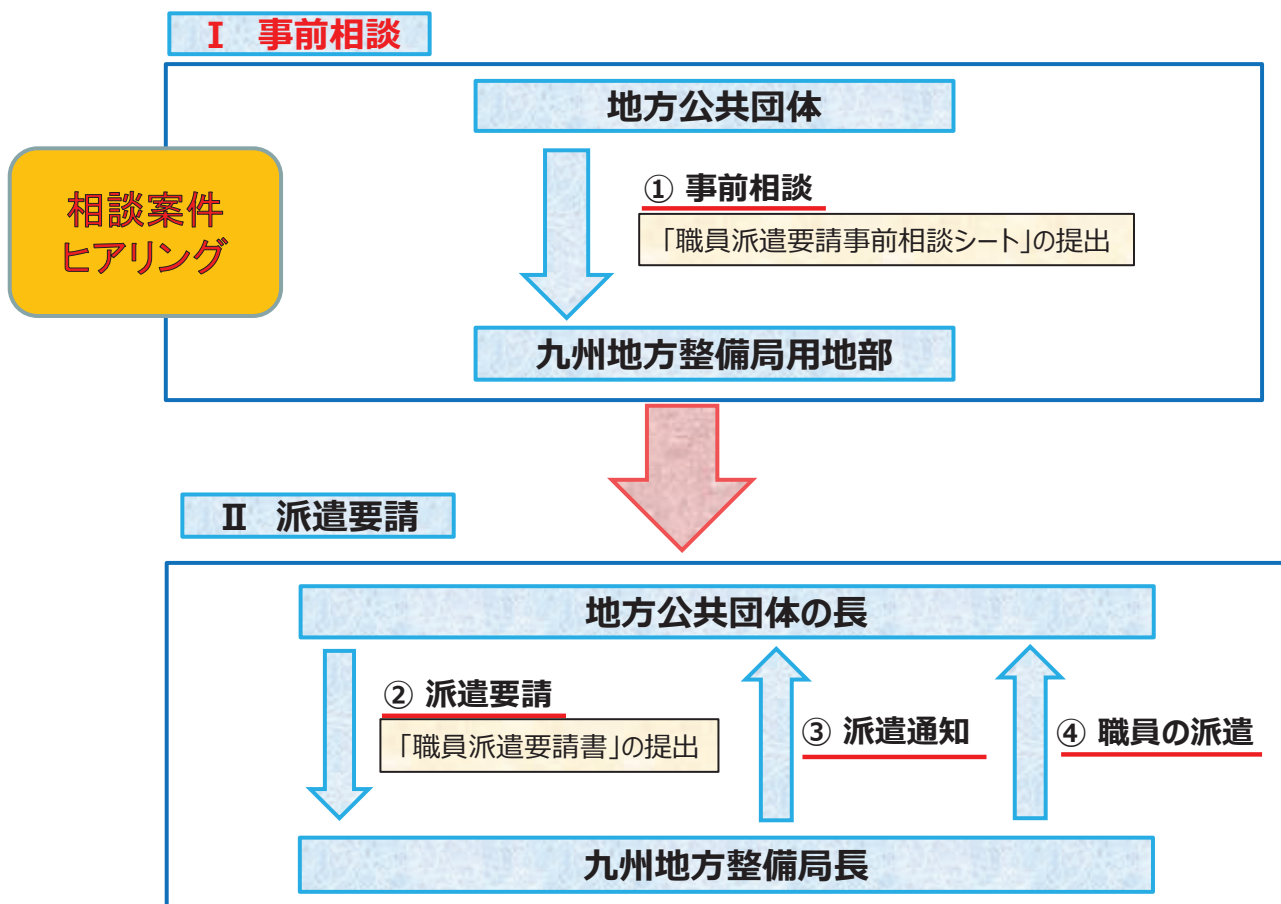 Ⅰ 事前相談
地方公共団体
相談案件
ヒアリング
① 事前相談
「職員派遣要請事前相談シート」の提出
九州地方整備局用地部
Ⅱ 派遣要請
地方公共団体の長
② 派遣要請
「職員派遣要請書」の提出
③ 派遣通知
④ 職員の派遣
九州地方整備局長